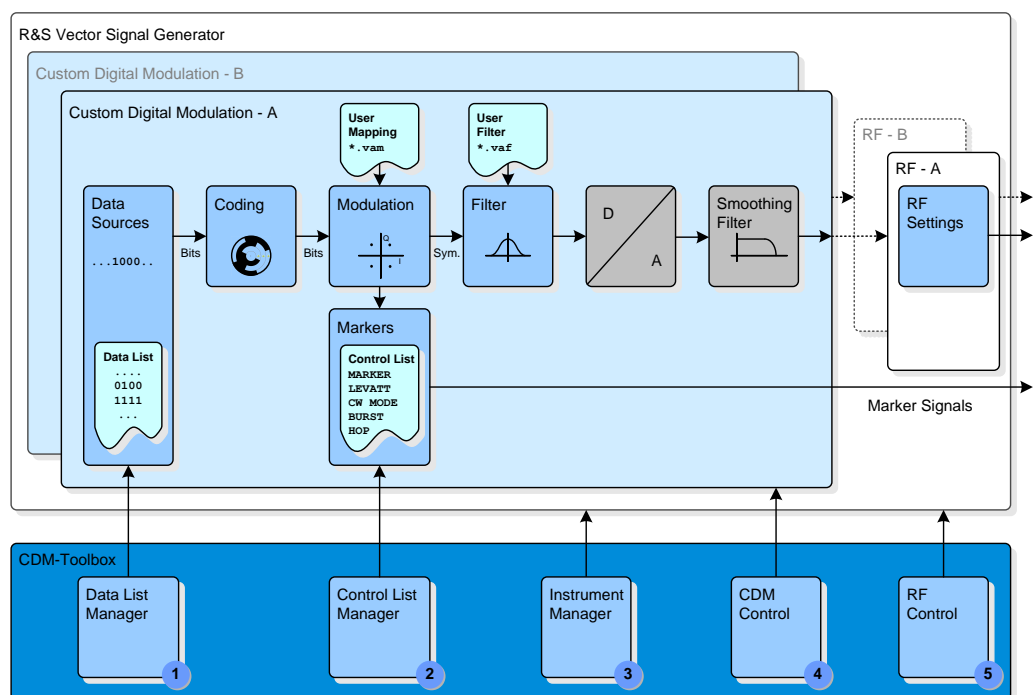 R&S Vector Signal Generator
Custom Digital Modulation - B
Custom Digital Modulation - A
User
Mapping
*.vam
User
Filter
*.vaf
RF - B
RF - A
Data
Sources
...1000..
Bits
Coding
Bits
Modulation
Q
I
Sym.
Filter
D
A
Smoothing
Filter
RF
Settings
Data List
....
0100
1111
...
Markers
Control List
MARKER
LEVATT
CW MODE
BURST
HOP
Marker Signals
CDM-Toolbox
Data List
Manager
1
Control List
Manager
2
Instrument
Manager
3
CDM
Control
4
RF
Control
5